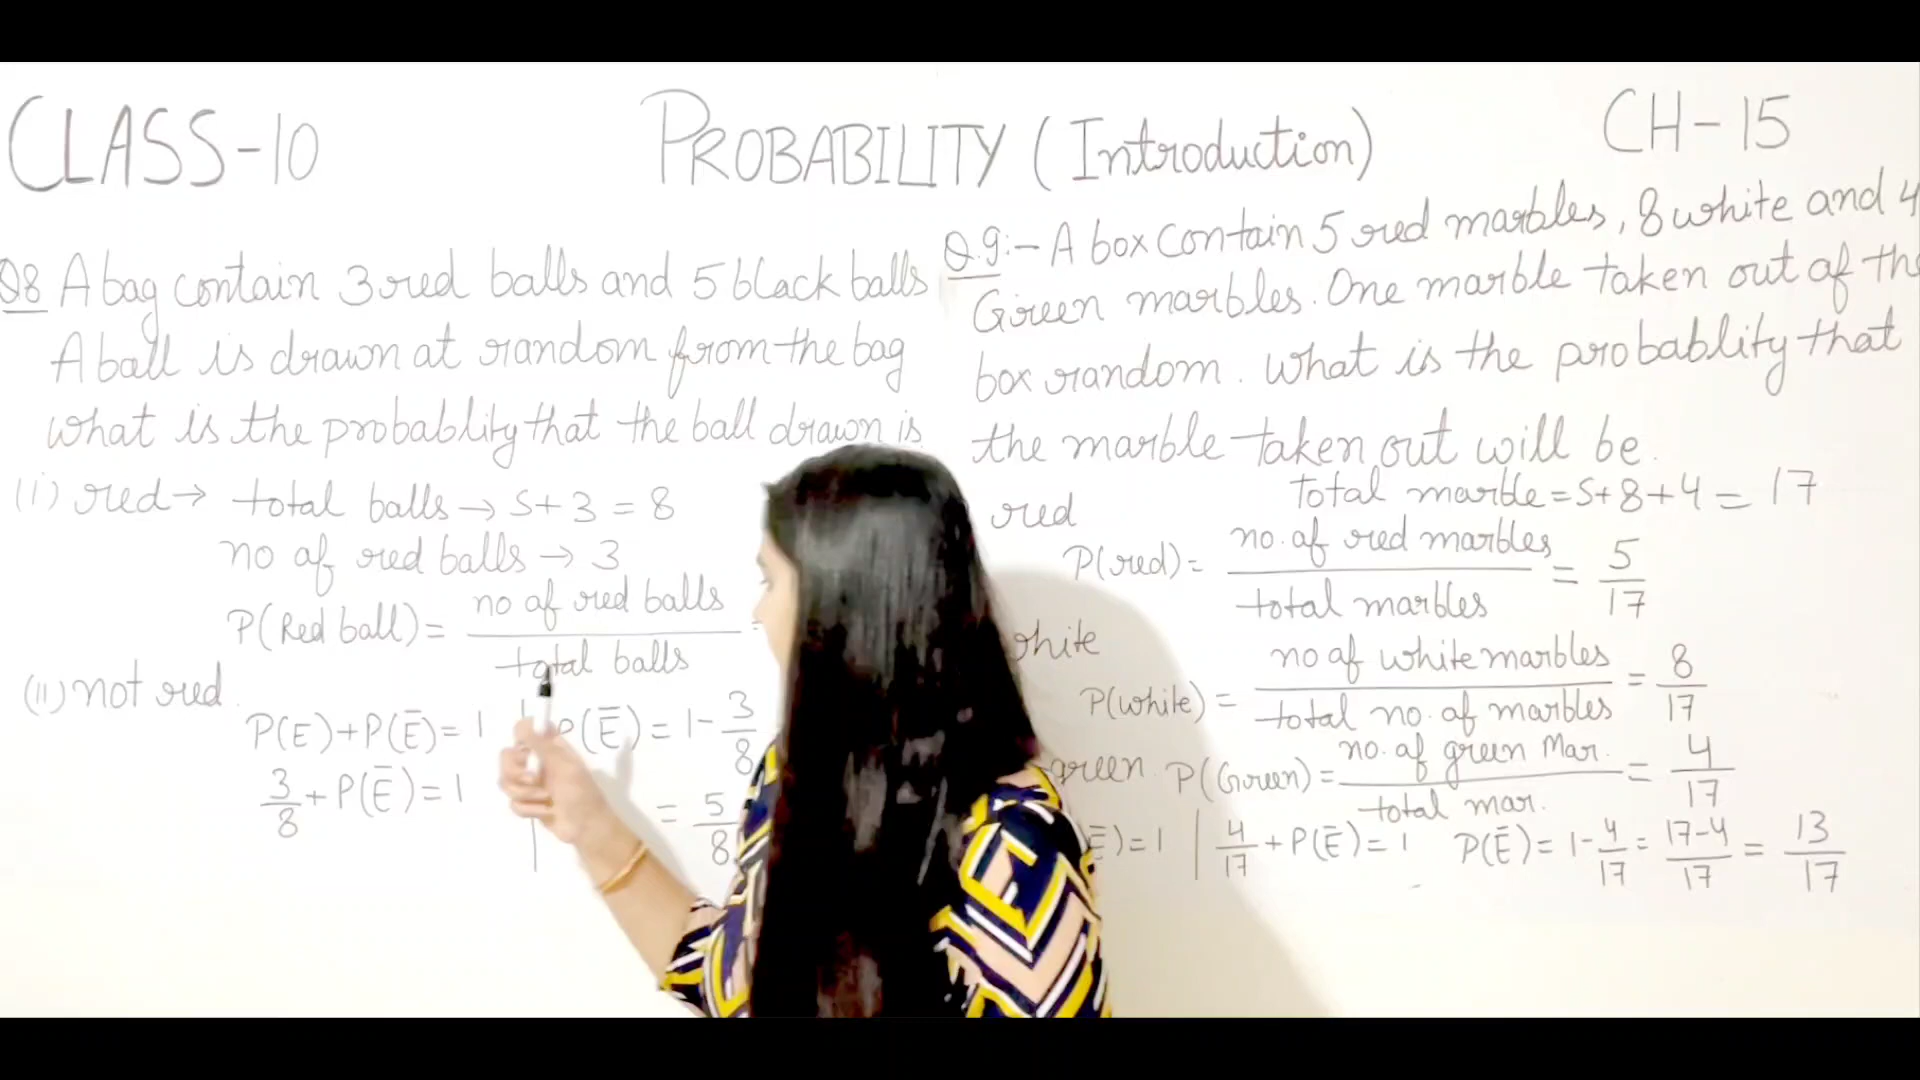 CLASS-10
PROBABILITY (Introduction)
CH-15
Q8 A bag contain 3 red balls and 5 black balls
A ball is drawn at random from the bag
what is the probablity that the ball drawn is
(i) red → total balls → 5+3=8
no of red balls → 3
P(Red ball) = no of red balls / total balls
(ii) not red
P(E)+P(Ē)=1
3/8+P(Ē)=1
P(Ē)=1-3/8
=5/8
Q.9:- A box contain 5 red marbles, 8 white and 4
Green marbles. One marble taken out of the
box random. what is the probablity that
the marble taken out will be.
Total marble=5+8+4=17
red
P(red)= no. of red marbles / total marbles = 5/17
white
P(white)= no of white marbles / total no. of marbles = 8/17
green P(Green)= no. of green Mar. / total mar. = 4/17
Ē)=1 | 4/17+P(Ē)=1 P(Ē)=1-4/17=17-4/17=13/17